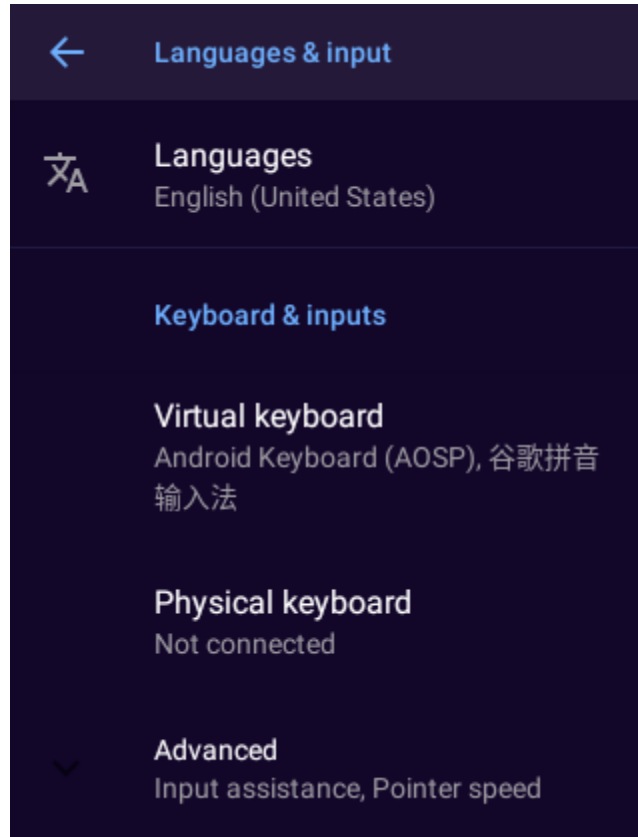 Languages & input
Languages
English (United States)
Keyboard & inputs
Virtual keyboard
Android Keyboard (AOSP), 谷歌拼音
输入法
Physical keyboard
Not connected
Advanced
Input assistance, Pointer speed